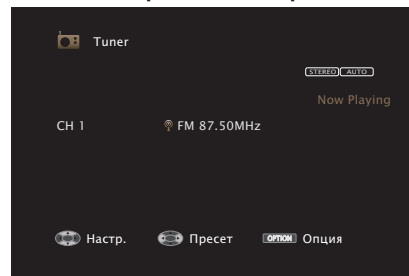 Tuner
STEREO AUTO
Now Playing
CH 1 FM 87.50MHz
Настр. Пресет OPTION Опция